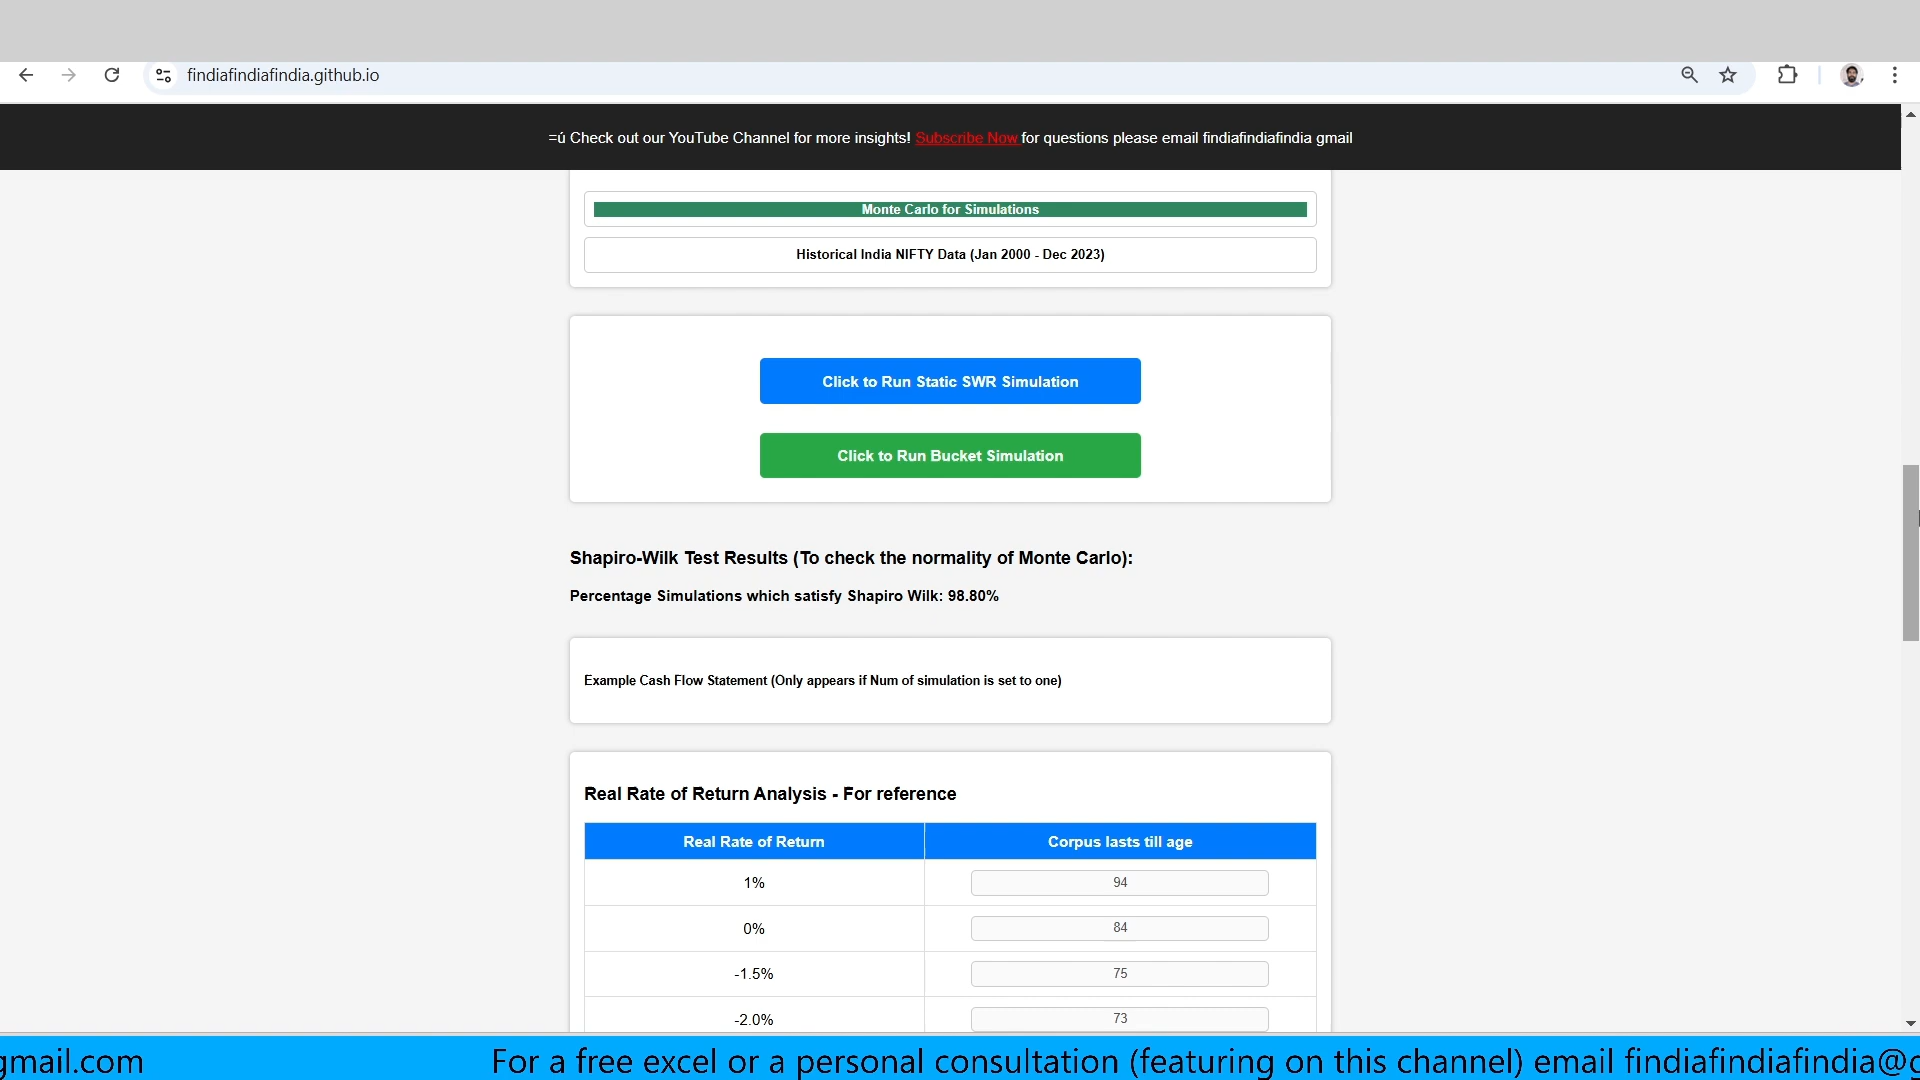 findiafindiafindia.github.io
=ú Check out our YouTube Channel for more insights! Subscribe Now for questions please email findiafindiafindia gmail
Monte Carlo for Simulations
Historical India NIFTY Data (Jan 2000 - Dec 2023)
Click to Run Static SWR Simulation
Click to Run Bucket Simulation
Shapiro-Wilk Test Results (To check the normality of Monte Carlo):
Percentage Simulations which satisfy Shapiro Wilk: 98.80%
Example Cash Flow Statement (Only appears if Num of simulation is set to one)
Real Rate of Return Analysis - For reference
Real Rate of Return Corpus lasts till age
1% 94
0% 84
-1.5% 75
-2.0% 73
gmail.com For a free excel or a personal consultation (featuring on this channel) email findiafindiafindia@g